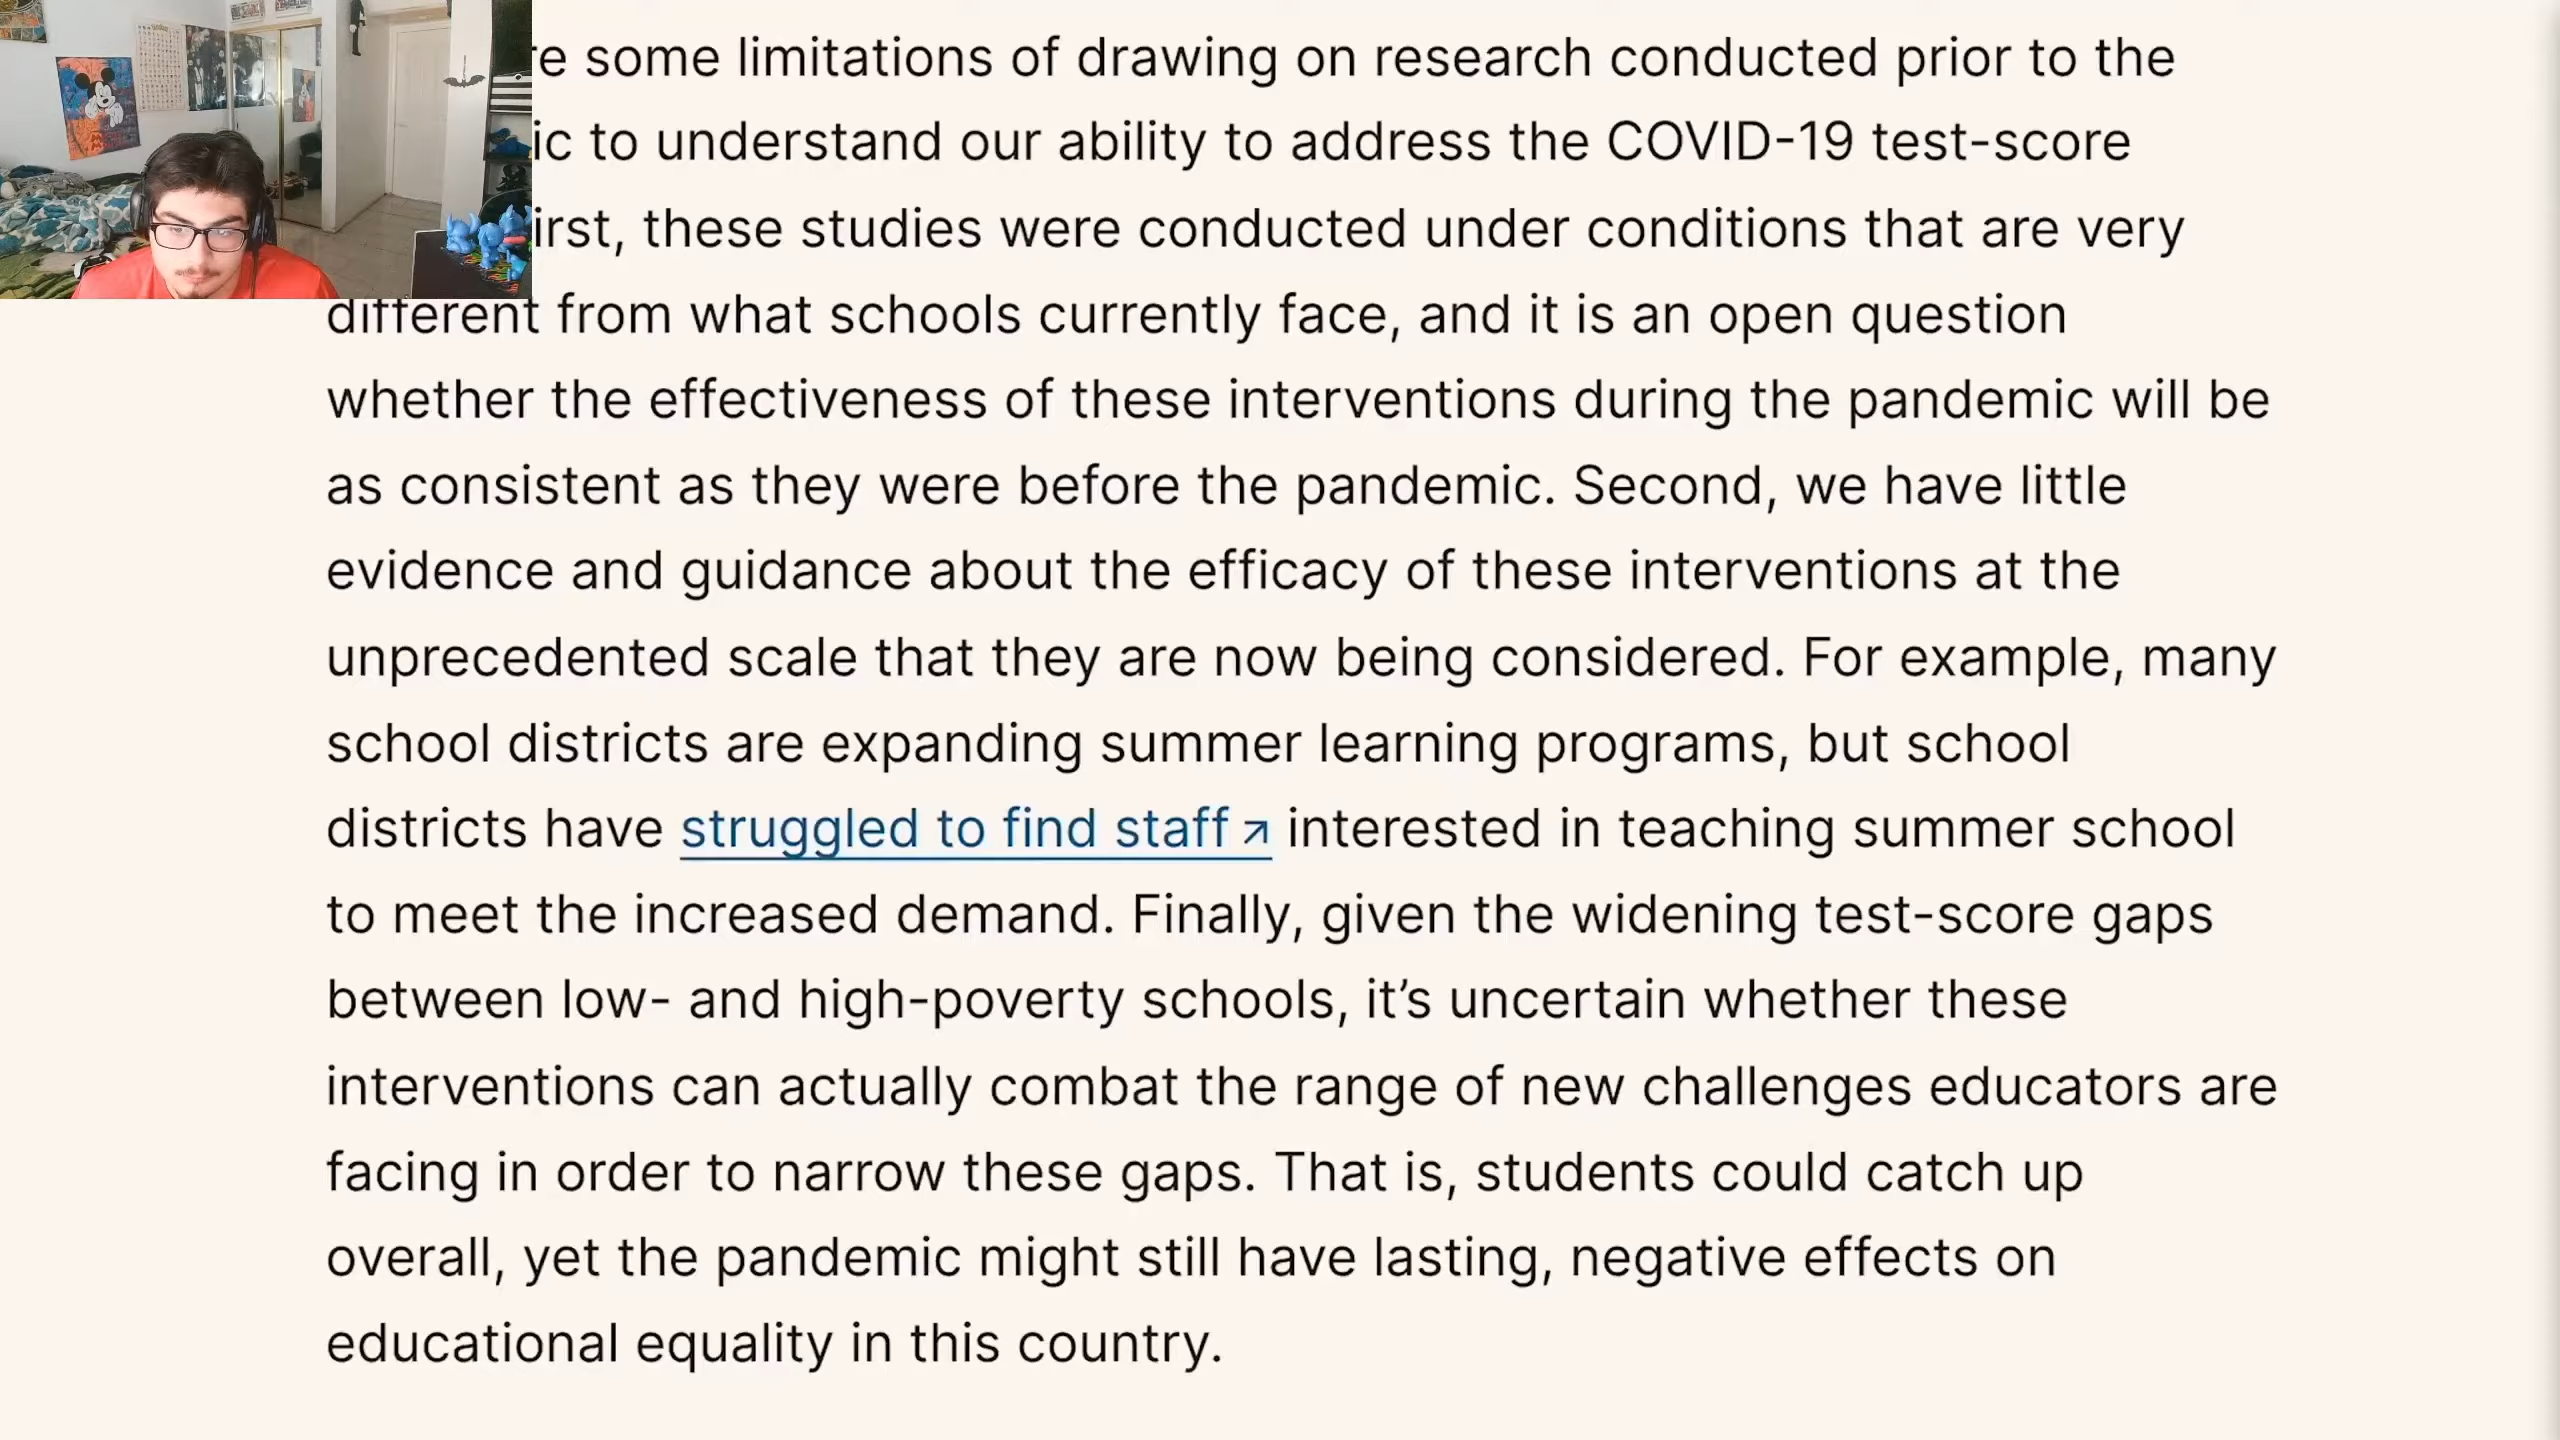 some limitations of drawing on research conducted prior to the
to understand our ability to address the COVID-19 test-score
these studies were conducted under conditions that are very
different from what schools currently face, and it is an open question
whether the effectiveness of these interventions during the pandemic will be
as consistent as they were before the pandemic. Second, we have little
evidence and guidance about the efficacy of these interventions at the
unprecedented scale that they are now being considered. For example, many
school districts are expanding summer learning programs, but school
districts have struggled to find staff↗ interested in teaching summer school
to meet the increased demand. Finally, given the widening test-score gaps
between low- and high-poverty schools, it’s uncertain whether these
interventions can actually combat the range of new challenges educators are
facing in order to narrow these gaps. That is, students could catch up
overall, yet the pandemic might still have lasting, negative effects on
educational equality in this country.